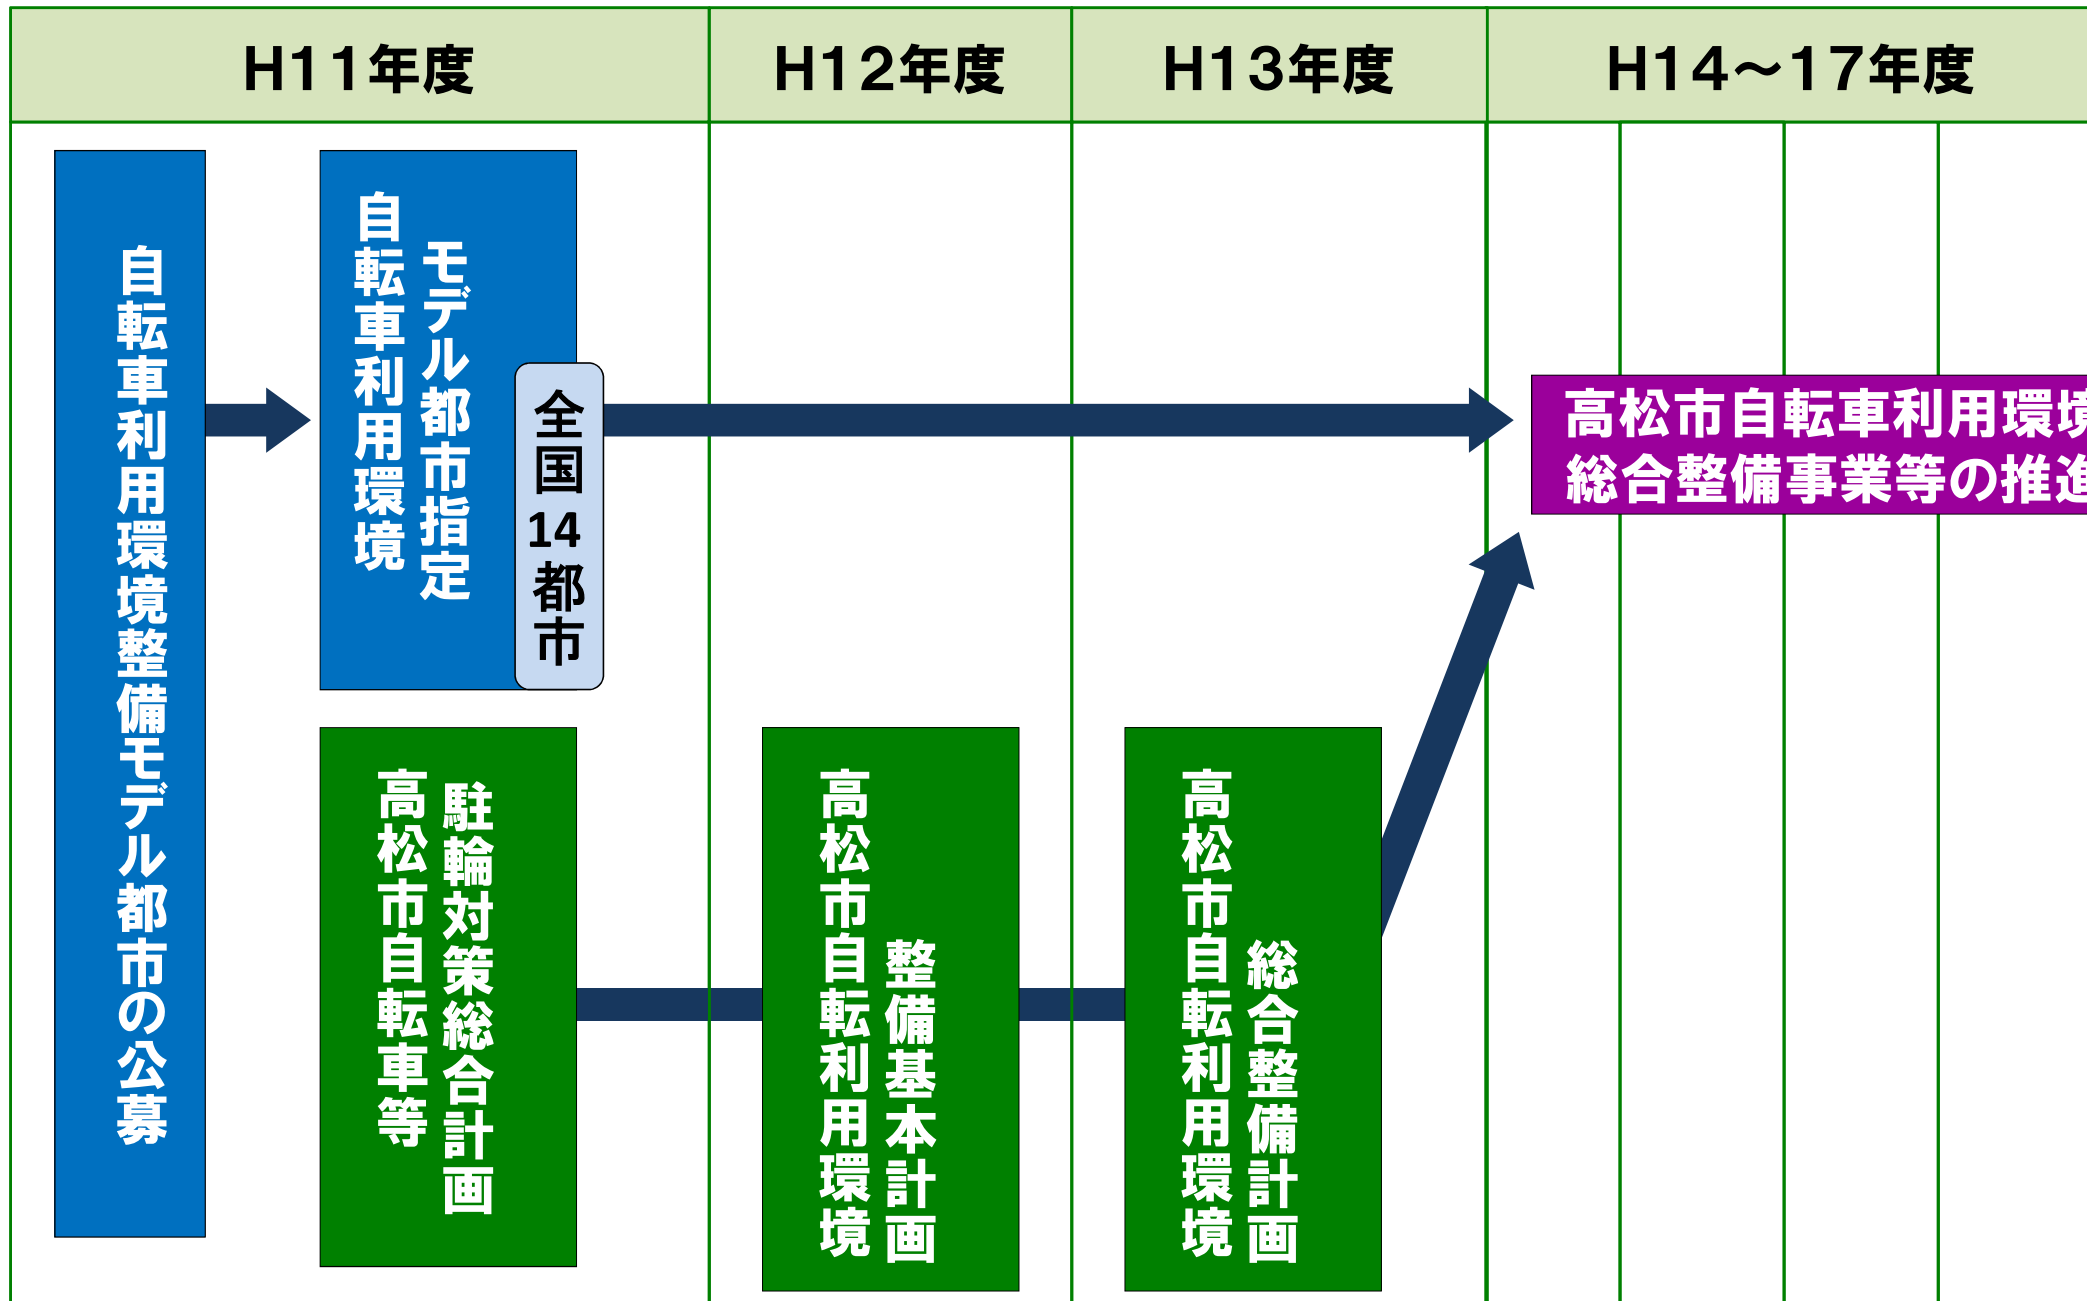 H11年度
H12年度
H13年度
H14～17年度
自転車利用環境整備モデル都市の公募
自転車利用環境
モデル都市指定
全国14都市
高松市自転車利用環境
総合整備事業等の推進
高松市自転車等
駐輪対策総合計画
高松市自転利用環境
整備基本計画
高松市自転利用環境
総合整備計画